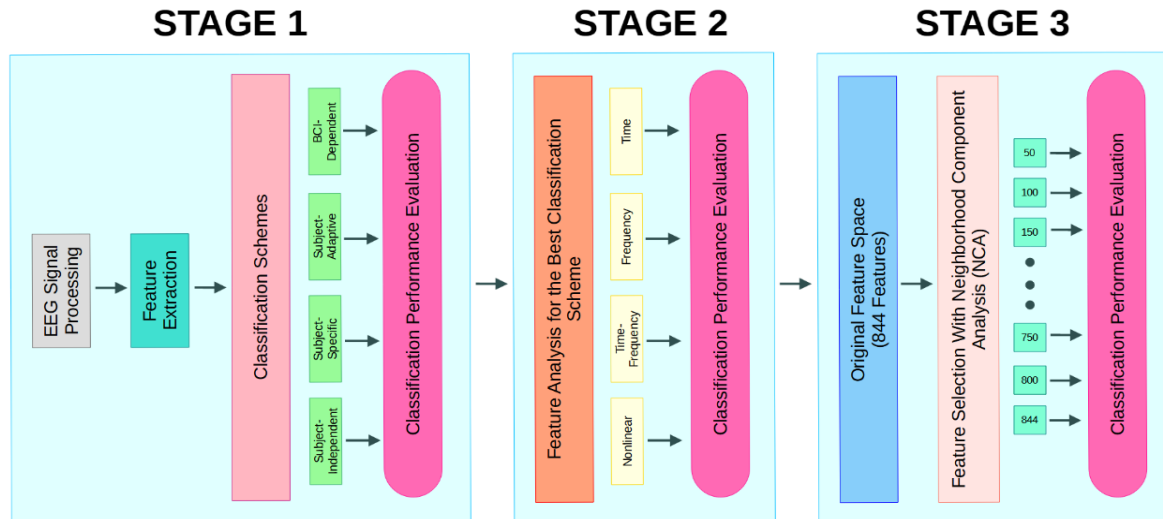 STAGE 1
EEG Signal
Processing
Feature
Extraction
Classification Schemes
BCI-
Dependent
Subject-
Adaptive
Subject-
Specific
Subject-
Independent
Classification Performance Evaluation
STAGE 2
Feature Analysis for the Best Classification
Scheme
Time
Frequency
Time-
Frequency
Nonlinear
Classification Performance Evaluation
STAGE 3
Original Feature Space
(844 Features)
Feature Selection With Neighborhood Component
Analysis (NCA)
50
100
150
750
800
844
Classification Performance Evaluation